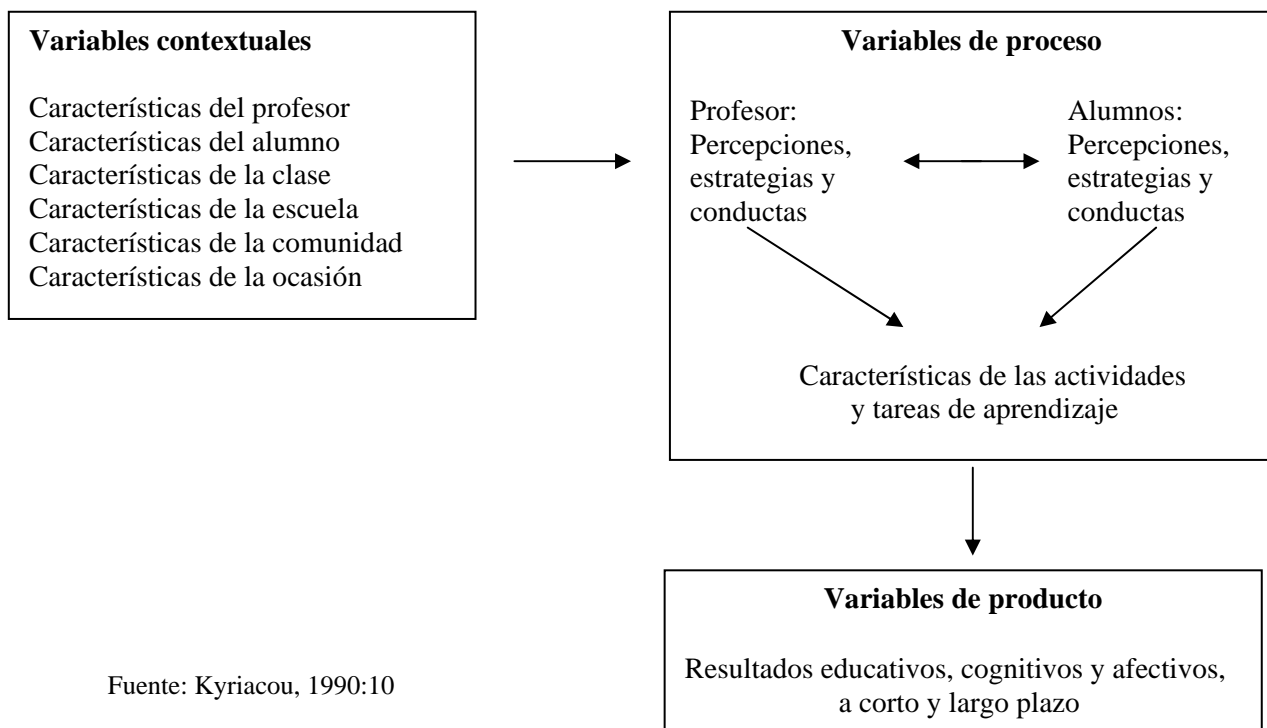 Variables contextuales
Características del profesor
Características del alumno
Características de la clase
Características de la escuela
Características de la comunidad
Características de la ocasión
Variables de proceso
Profesor:
Percepciones,
estrategias y
conductas
Alumnos:
Percepciones,
estrategias y
conductas
Características de las actividades
y tareas de aprendizaje
Variables de producto
Resultados educativos, cognitivos y afectivos,
a corto y largo plazo
Fuente: Kyriacou, 1990:10